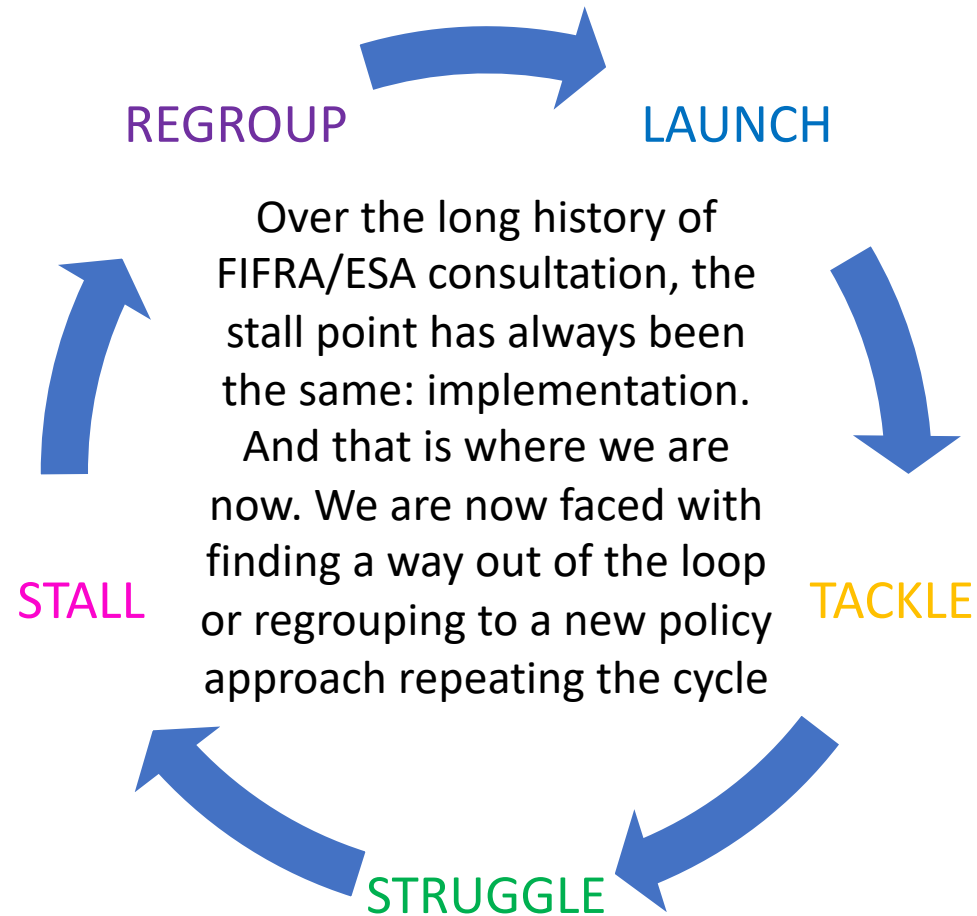 REGROUP
LAUNCH
Over the long history of
FIFRA/ESA consultation, the
stall point has always been
the same: implementation.
And that is where we are
now. We are now faced with
finding a way out of the loop
or regrouping to a new policy
approach repeating the cycle
STALL
TACKLE
STRUGGLE